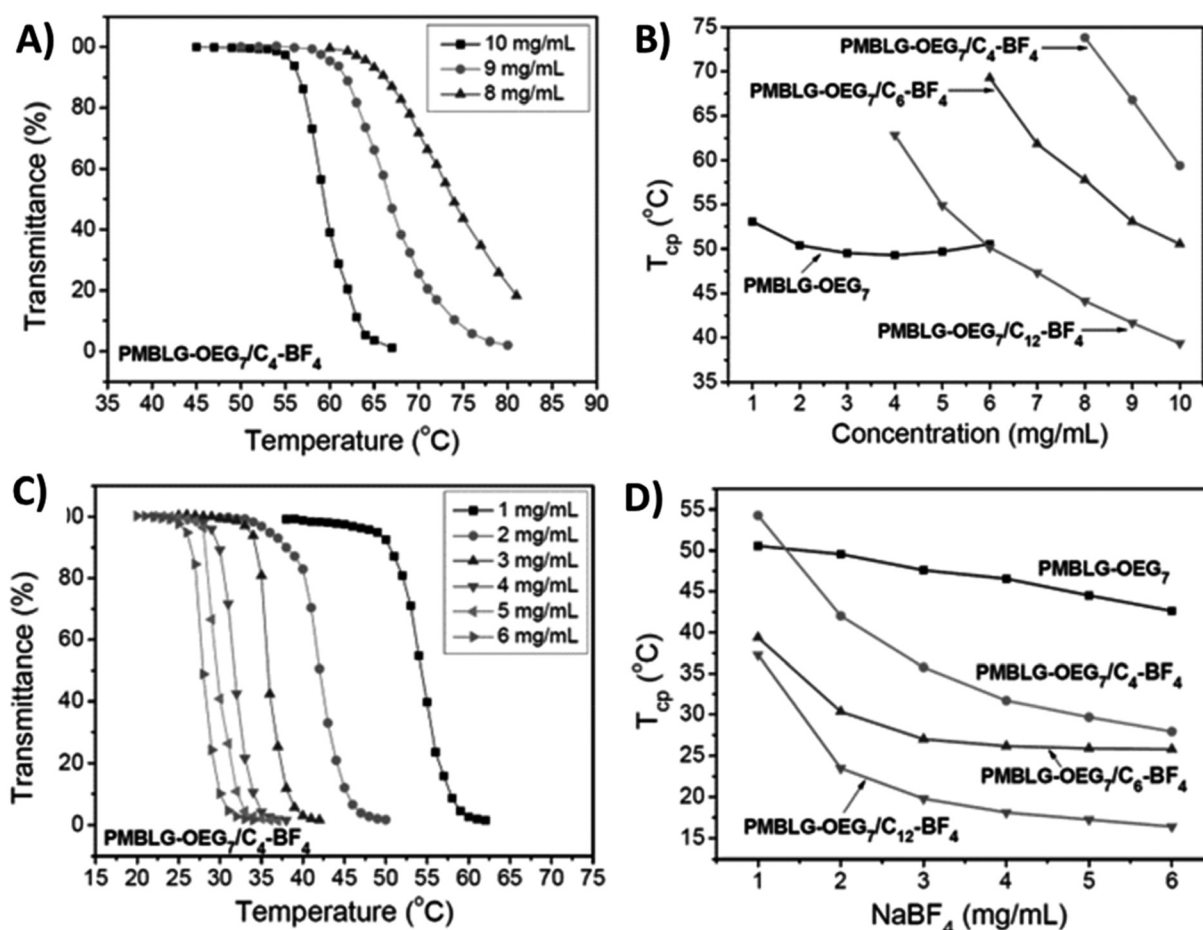 A)
Transmittance (%)
00
80
60
40
20
0
10 mg/mL
9 mg/mL
8 mg/mL
PMBLG-OEG₇/C₄-BF₄
35 40 45 50 55 60 65 70 75 80 85 90
Temperature (°C)
B)
T_cp (°C)
75
70
65
60
55
50
45
40
35
PMBLG-OEG₇/C₄-BF₄
PMBLG-OEG₇/C₆-BF₄
PMBLG-OEG₇
PMBLG-OEG₇/C₁₂-BF₄
1 2 3 4 5 6 7 8 9 10
Concentration (mg/mL)
C)
Transmittance (%)
00
80
60
40
20
0
1 mg/mL
2 mg/mL
3 mg/mL
4 mg/mL
5 mg/mL
6 mg/mL
PMBLG-OEG₇/C₄-BF₄
15 20 25 30 35 40 45 50 55 60 65 70 75
Temperature (°C)
D)
T_cp (°C)
55
50
45
40
35
30
25
20
15
PMBLG-OEG₇
PMBLG-OEG₇/C₄-BF₄
PMBLG-OEG₇/C₆-BF₄
PMBLG-OEG₇/C₁₂-BF₄
1 2 3 4 5 6
NaBF₄ (mg/mL)